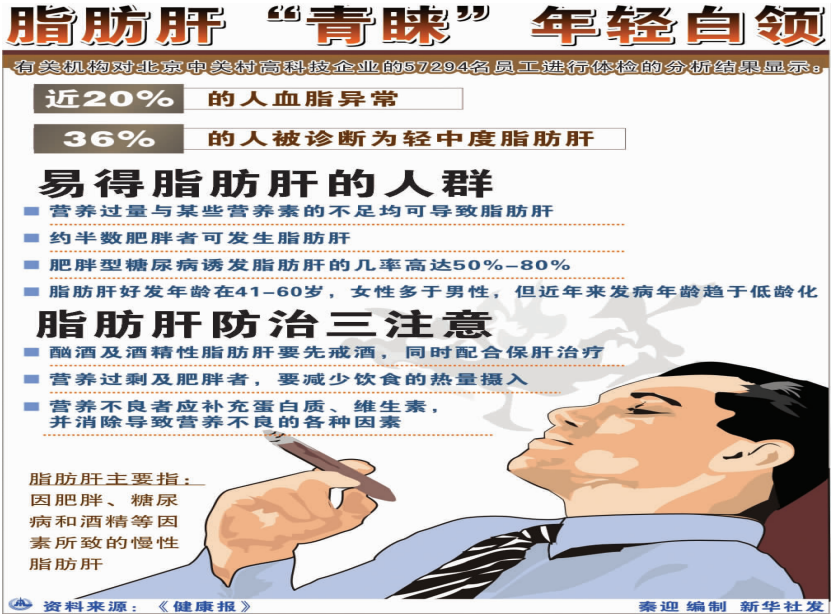 脂肪肝“青睐”年轻白领
有关机构对北京中关村高科技企业的57294名员工进行体检的分析结果显示：
近20% 的人血脂异常
36% 的人被诊断为轻中度脂肪肝
易得脂肪肝的人群
营养过量与某些营养素的不足均可导致脂肪肝
约半数肥胖者可发生脂肪肝
肥胖型糖尿病诱发脂肪肝的几率高达50%-80%
脂肪肝好发年龄在41-60岁，女性多于男性，但近年来发病年龄趋于低龄化
脂肪肝防治三注意
酗酒及酒精性脂肪肝要先戒酒，同时配合保肝治疗
营养过剩及肥胖者，要减少饮食的热量摄入
营养不良者应补充蛋白质、维生素，
并消除导致营养不良的各种因素
脂肪肝主要指：
因肥胖、糖尿
病和酒精等因
素所致的慢性
脂肪肝
资料来源：《健康报》
秦迎 编制 新华社发